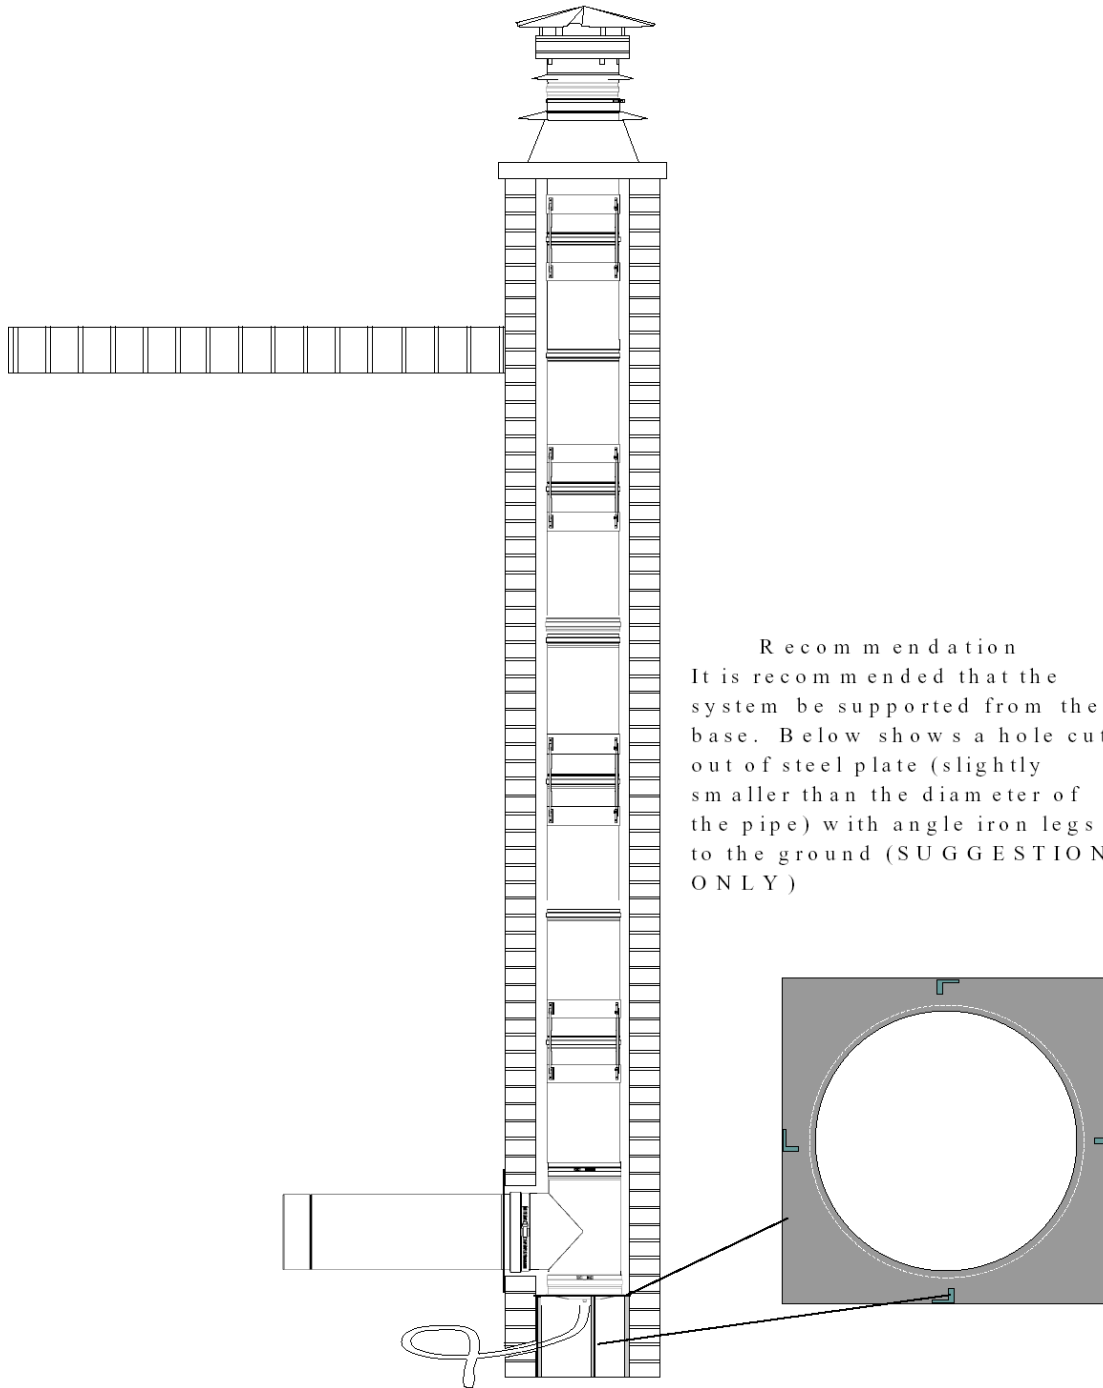 Recommendation
It is recommended that the
system be supported from the
base. Below shows a hole cut
out of steel plate (slightly
smaller than the diameter of
the pipe) with angle iron legs
to the ground (SUGGESTION
ONLY)